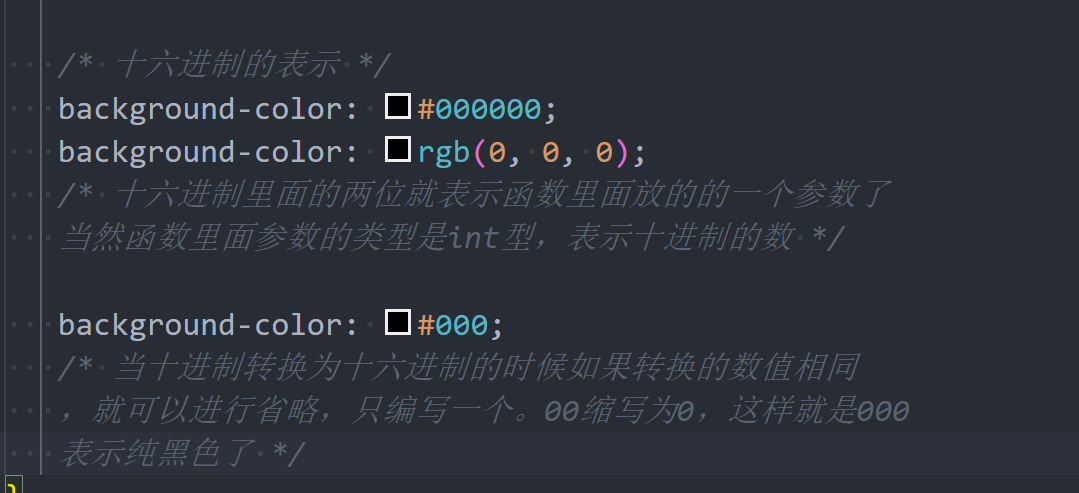 /* 十六进制的表示 */
background-color: #000000;
background-color: rgb(0, 0, 0);
/* 十六进制里面的两位就表示函数里面放的的一个参数了
当然函数里面参数的类型是int型，表示十进制的数 */
background-color: #000;
/* 当十进制转换为十六进制的时候如果转换的数值相同
，就可以进行省略，只编写一个。00缩写为0，这样就是000
表示纯黑色了 */
}